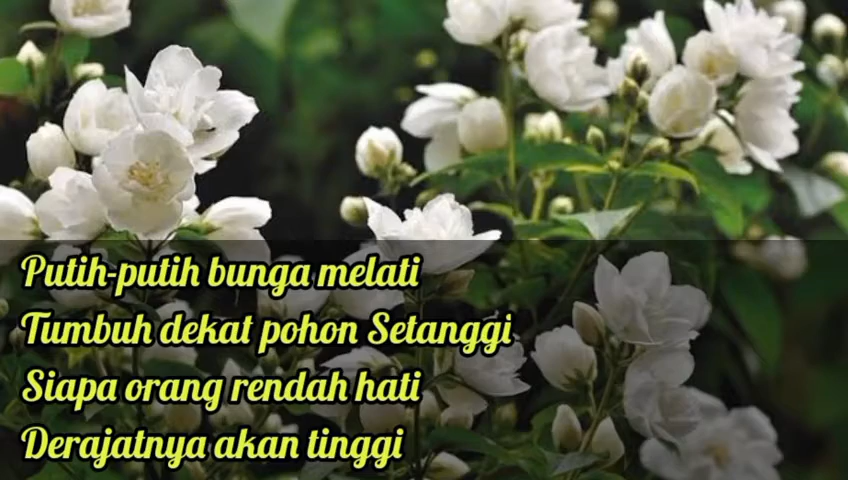 Putih-putih bunga melati
Tumbuh dekat pohon Setanggi
Siapa orang rendah hati
Derajatnya akan tinggi